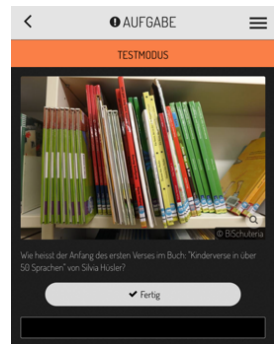 AUFGABE
TESTMODUS
© BiSchuteria
Wie heisst der Anfang des ersten Verses im Buch: "Kinderverse in über
50 Sprachen" von Silvia Hüsler?
Fertig